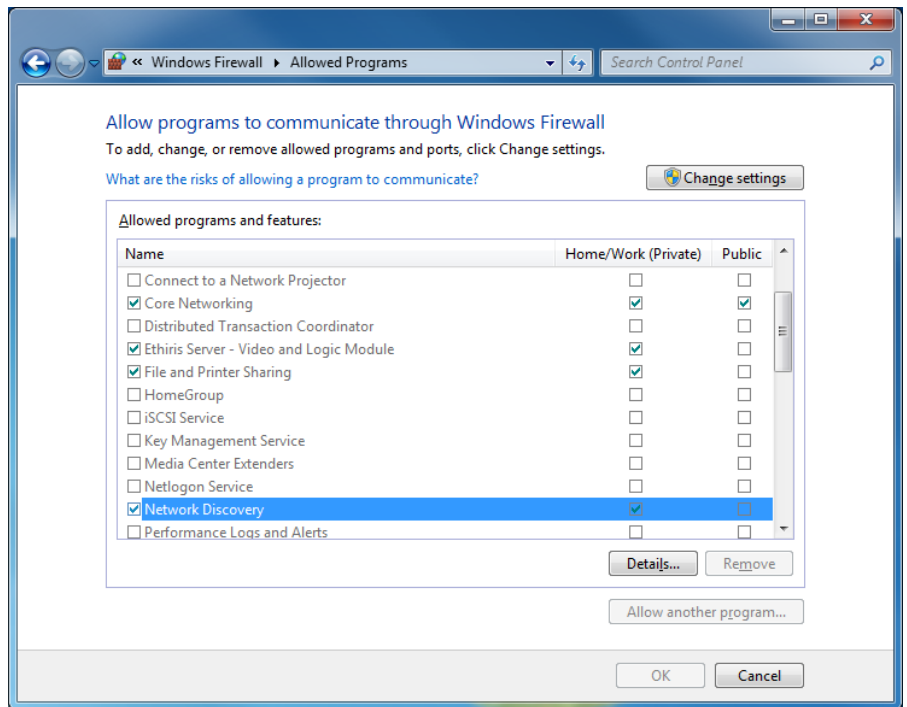 « Windows Firewall ▸ Allowed Programs
Search Control Panel
Allow programs to communicate through Windows Firewall
To add, change, or remove allowed programs and ports, click Change settings.
What are the risks of allowing a program to communicate?
Change settings
Allowed programs and features:
Name Home/Work (Private) Public
Connect to a Network Projector
Core Networking
Distributed Transaction Coordinator
Ethiris Server - Video and Logic Module
File and Printer Sharing
HomeGroup
iSCSI Service
Key Management Service
Media Center Extenders
Netlogon Service
Network Discovery
Performance Logs and Alerts
Details... Remove
Allow another program...
OK Cancel